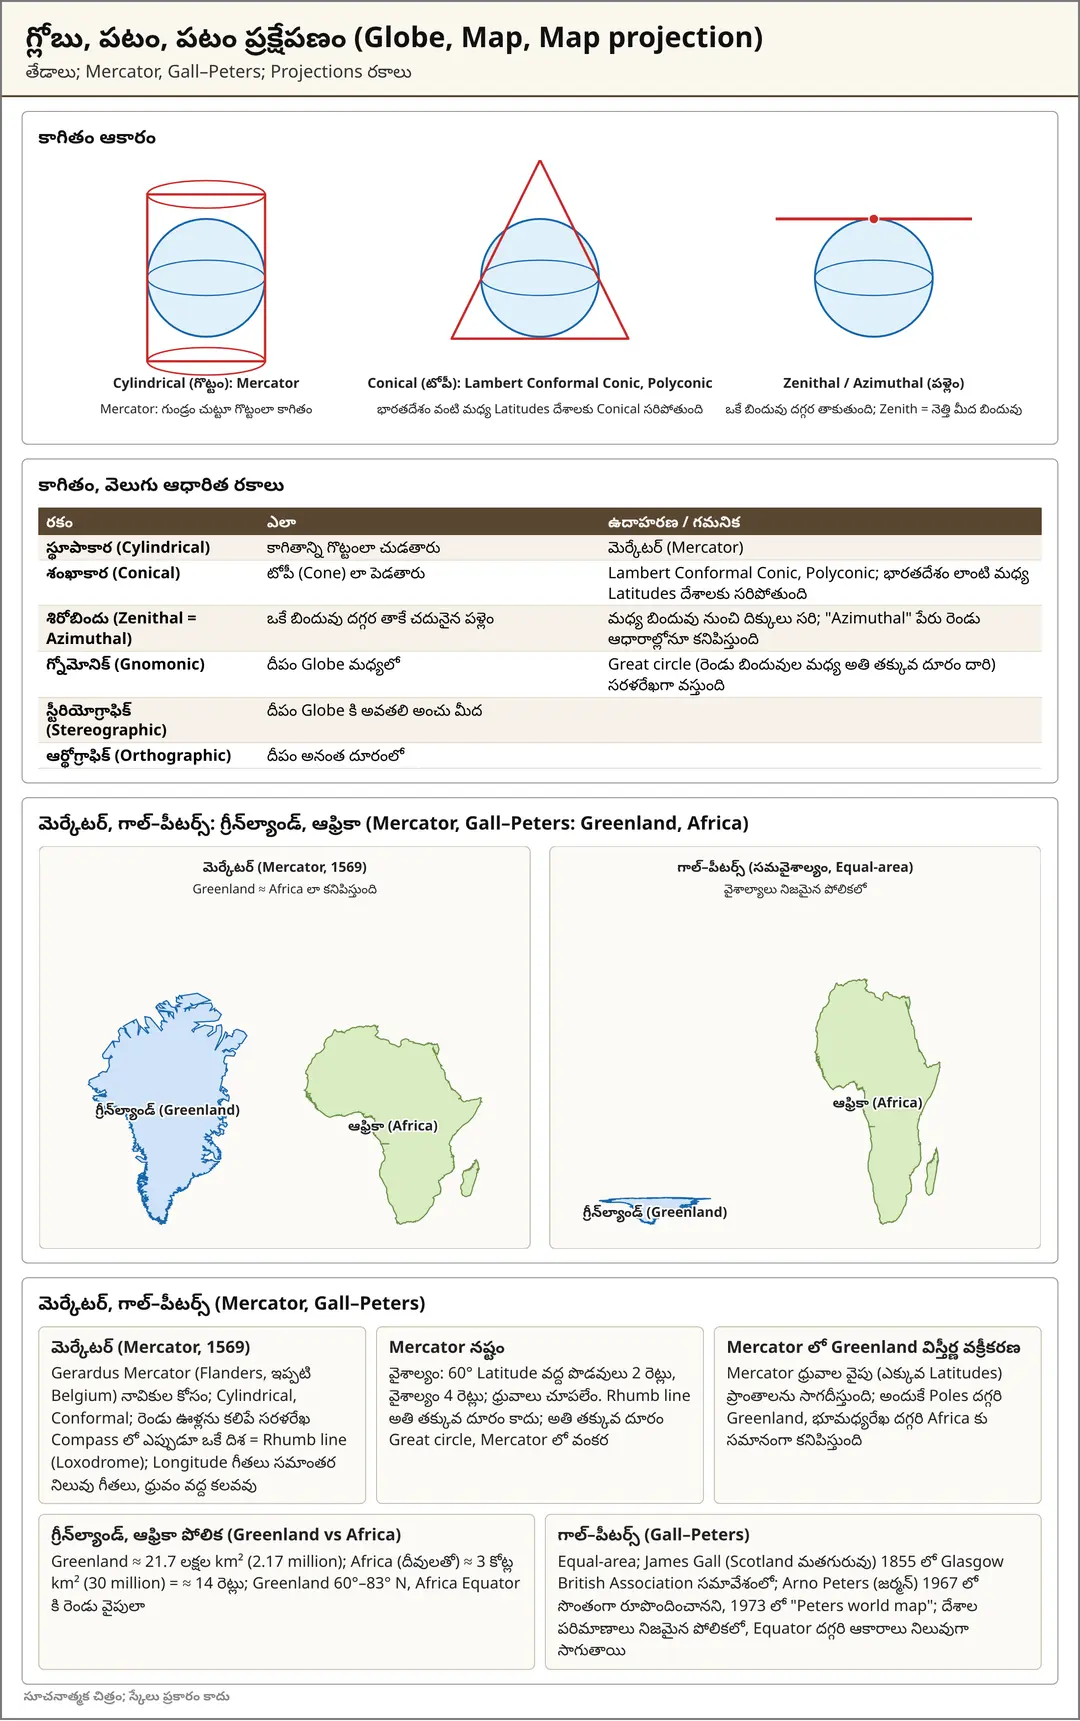 గ్లోబు, పటం, పటం ప్రక్షేపణం (Globe, Map, Map projection)
తేడాలు; Mercator, Gall–Peters; Projections రకాలు
కాగితం ఆకారం
Cylindrical (గొట్టం): Mercator
Mercator: గుండ్రం చుట్టూ గొట్టంలా కాగితం
Conical (టోపీ): Lambert Conformal Conic, Polyconic
భారతదేశం వంటి మధ్య Latitudes దేశాలకు Conical సరిపోతుంది
Zenithal / Azimuthal (పళ్లెం)
ఒకే బిందువు దగ్గర తాకుతుంది; Zenith = నెత్తి మీద బిందువు
కాగితం, వెలుగు ఆధారిత రకాలు
రకం ఎలా ఉదాహరణ / గమనిక
స్థూపాకార (Cylindrical) కాగితాన్ని గొట్టంలా చుడతారు మెర్కేటర్ (Mercator)
శంఖాకార (Conical) టోపీ (Cone) లా పెడతారు Lambert Conformal Conic, Polyconic; భారతదేశం లాంటి మధ్య
Latitudes దేశాలకు సరిపోతుంది
శిరోబిందు (Zenithal = ఒకే బిందువు దగ్గర తాకే చదునైన పళ్లెం మధ్య బిందువు నుంచి దిక్కులు సరి; "Azimuthal" పేరు రెండు
Azimuthal) ఆధారాల్లోనూ కనిపిస్తుంది
గ్నోమోనిక్ (Gnomonic) దీపం Globe మధ్యలో Great circle (రెండు బిందువుల మధ్య అతి తక్కువ దూరం దారి)
సరళరేఖగా వస్తుంది
స్టీరియోగ్రాఫిక్ దీపం Globe కి అవతలి అంచు మీద
(Stereographic)
ఆర్థోగ్రాఫిక్ (Orthographic) దీపం అనంత దూరంలో
మెర్కేటర్, గాల్–పీటర్స్: గ్రీన్‌ల్యాండ్, ఆఫ్రికా (Mercator, Gall–Peters: Greenland, Africa)
మెర్కేటర్ (Mercator, 1569)
Greenland ≈ Africa లా కనిపిస్తుంది
గ్రీన్‌ల్యాండ్ (Greenland)
ఆఫ్రికా (Africa)
గాల్–పీటర్స్ (సమవైశాల్యం, Equal-area)
వైశాల్యాలు నిజమైన పోలికలో
ఆఫ్రికా (Africa)
గ్రీన్‌ల్యాండ్ (Greenland)
మెర్కేటర్, గాల్–పీటర్స్ (Mercator, Gall–Peters)
మెర్కేటర్ (Mercator, 1569)
Gerardus Mercator (Flanders, ఇప్పటి
Belgium) నావికుల కోసం; Cylindrical,
Conformal; రెండు ఊళ్లను కలిపే సరళరేఖ
Compass లో ఎప్పుడూ ఒకే దిశ = Rhumb line
(Loxodrome); Longitude గీతలు సమాంతర
నిలువు గీతలు, ధ్రువం వద్ద కలవవు
Mercator నష్టం
వైశాల్యం: 60° Latitude వద్ద పొడవులు 2 రెట్లు,
వైశాల్యం 4 రెట్లు; ధ్రువాలు చూపలేం. Rhumb line
అతి తక్కువ దూరం కాదు; అతి తక్కువ దూరం
Great circle, Mercator లో వంకర
Mercator లో Greenland విస్తీర్ణ వక్రీకరణ
Mercator ధ్రువాల వైపు (ఎక్కువ Latitudes)
ప్రాంతాలను సాగదీస్తుంది; అందుకే Poles దగ్గరి
Greenland, భూమధ్యరేఖ దగ్గరి Africa కు
సమానంగా కనిపిస్తుంది
గ్రీన్‌ల్యాండ్, ఆఫ్రికా పోలిక (Greenland vs Africa)
Greenland ≈ 21.7 లక్షల km² (2.17 million); Africa (దీవులతో) ≈ 3 కోట్ల
km² (30 million) = ≈ 14 రెట్లు; Greenland 60°–83° N, Africa Equator
కి రెండు వైపులా
గాల్–పీటర్స్ (Gall–Peters)
Equal-area; James Gall (Scotland మతగురువు) 1855 లో Glasgow
British Association సమావేశంలో; Arno Peters (జర్మన్) 1967 లో
సొంతంగా రూపొందించానని, 1973 లో "Peters world map"; దేశాల
పరిమాణాలు నిజమైన పోలికలో, Equator దగ్గరి ఆకారాలు నిలువుగా
సాగుతాయి
సూచనాత్మక చిత్రం; స్కేలు ప్రకారం కాదు